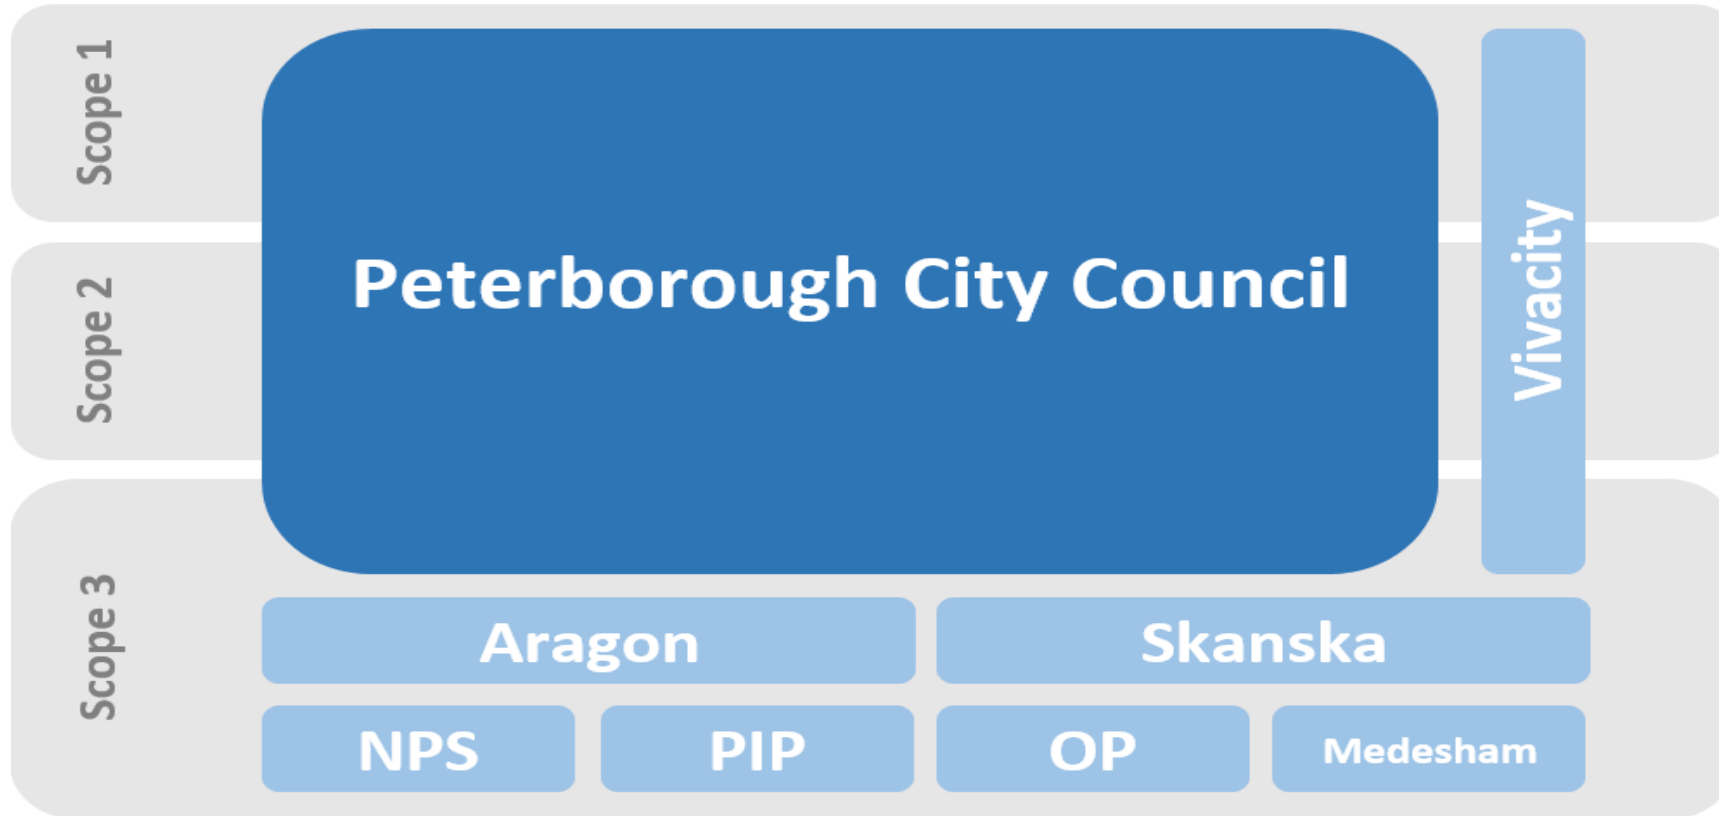 Scope 1
Scope 2
Scope 3
Peterborough City Council
Vivacity
Aragon
Skanska
NPS
PIP
OP
Medesham